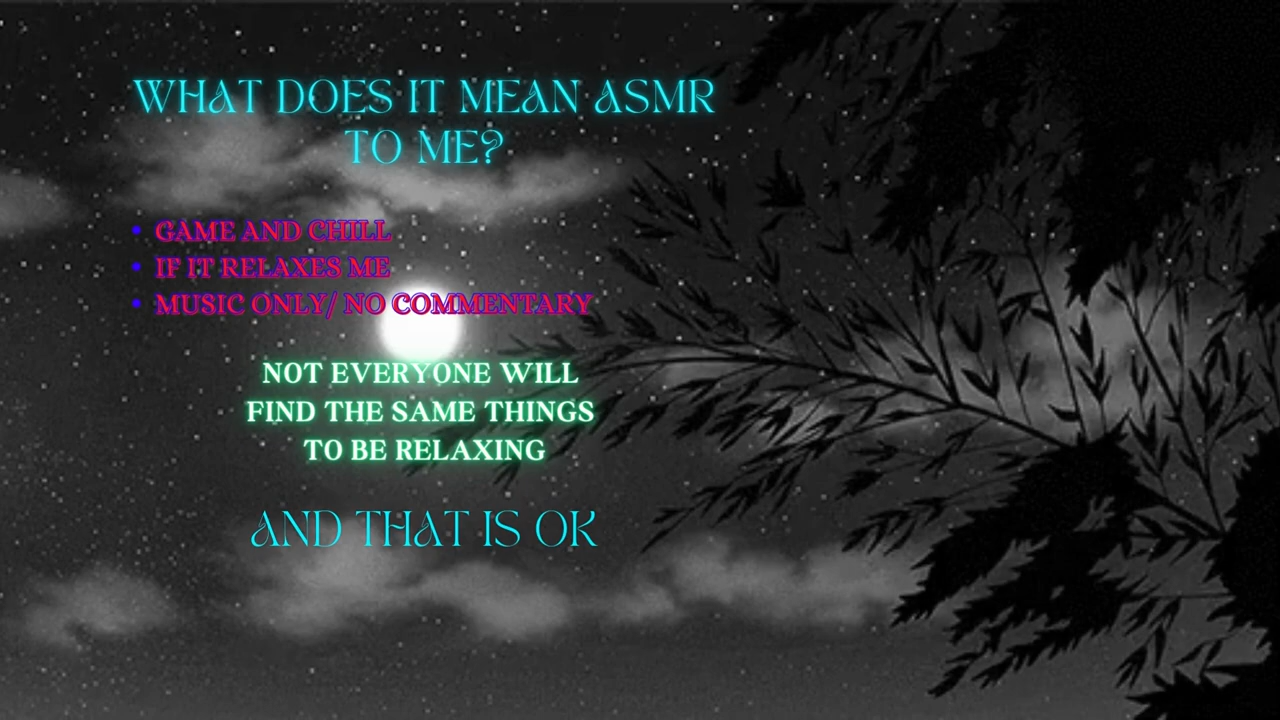 WHAT DOES IT MEAN ASMR
TO ME?
• GAME AND CHILL
• IF IT RELAXES ME
• MUSIC ONLY/ NO COMMENTARY
NOT EVERYONE WILL
FIND THE SAME THINGS
TO BE RELAXING
AND THAT IS OK